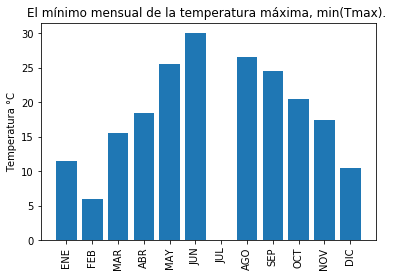 El mínimo mensual de la temperatura máxima, min(Tmax).
30
25
20
15
10
5
0
Temperatura °C
ENE
FEB
MAR
ABR
MAY
JUN
JUL
AGO
SEP
OCT
NOV
DIC